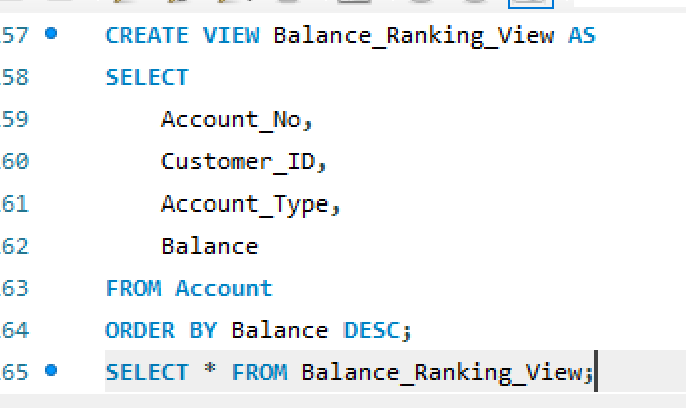 57 CREATE VIEW Balance_Ranking_View AS
58 SELECT
59 Account_No,
60 Customer_ID,
61 Account_Type,
62 Balance
63 FROM Account
64 ORDER BY Balance DESC;
65 SELECT * FROM Balance_Ranking_View;